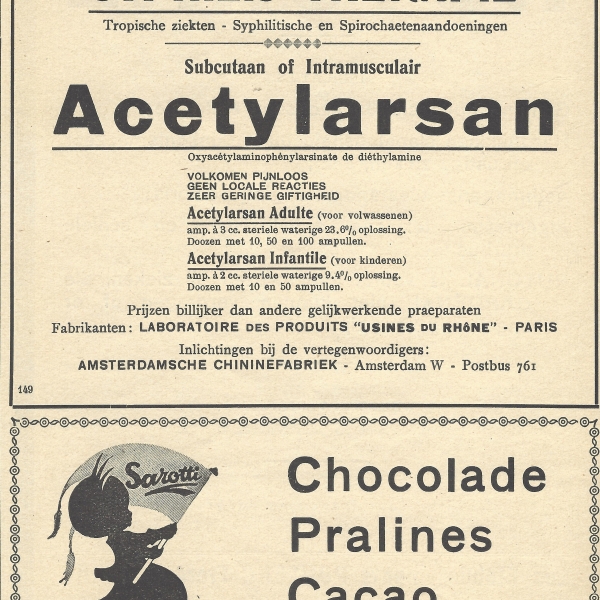 Tropische ziekten - Syphilitische en Spirochaetenaandoeningen
Subcutaan of Intramusculair
Acetylarsan
Oxyacétylaminophénylarsinate de diéthylamine
VOLKOMEN PIJNLOOS
GEEN LOCALE REACTIES
ZEER GERINGE GIFTIGHEID
Acetylarsan Adulte (voor volwassenen)
amp. à 3 cc. steriele waterige 23.6% oplossing.
Doozen met 10, 50 en 100 ampullen.
Acetylarsan Infantile (voor kinderen)
amp. à 2 cc. steriele waterige 9.4% oplossing.
Doozen met 10 en 50 ampullen.
Prijzen billijker dan andere gelijkwerkende praeparaten
Fabrikanten: LABORATOIRE DES PRODUITS "USINES DU RHÔNE" - PARIS
Inlichtingen bij de vertegenwoordigers:
AMSTERDAMSCHE CHININEFABRIEK - Amsterdam W - Postbus 761
149
Sarotti
Chocolade
Pralines
Cacao